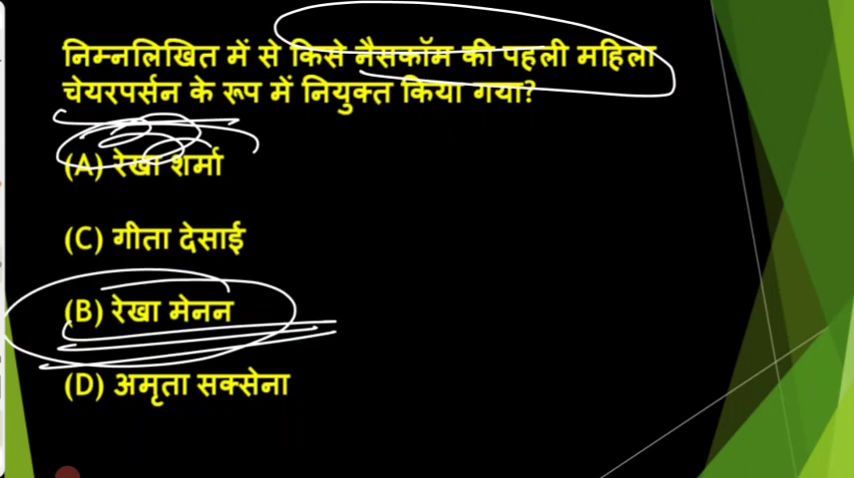 निम्नलिखित में से किसे नैसकॉम की पहली महिला
चेयरपर्सन के रूप में नियुक्त किया गया?
(A) रेखा शर्मा
(C) गीता देसाई
(B) रेखा मेनन
(D) अमृता सक्सेना